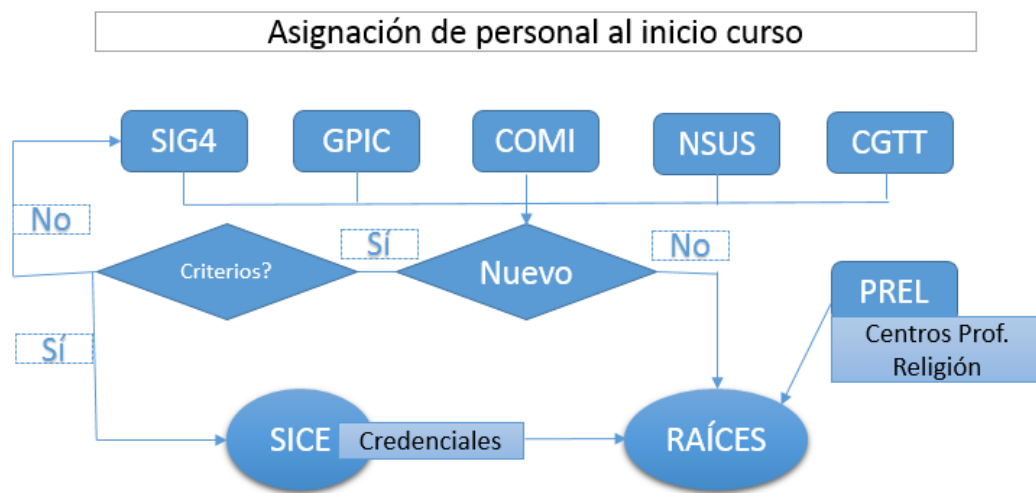 Asignación de personal al inicio curso
SIG4
GPIC
COMI
NSUS
CGTT
No
Criterios?
Sí
Nuevo
No
PREL
Centros Prof.
Religión
Sí
SICE
Credenciales
RAÍCES